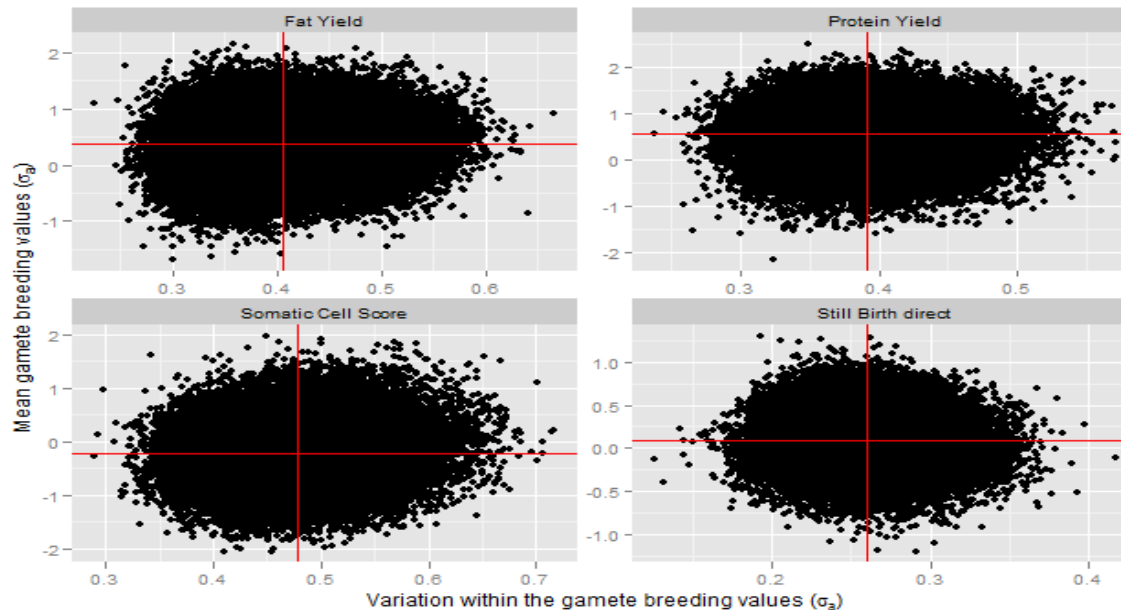 Fat Yield
Protein Yield
2
1
0
-1
2
1
0
-1
-2
0.3 0.4 0.5 0.6
0.3 0.4 0.5
Somatic Cell Score
Still Birth direct
2
1
0
-1
-2
1.0
0.5
0.0
-0.5
-1.0
0.3 0.4 0.5 0.6 0.7
0.2 0.3 0.4
Mean gamete breeding values (σa)
Variation within the gamete breeding values (σa)